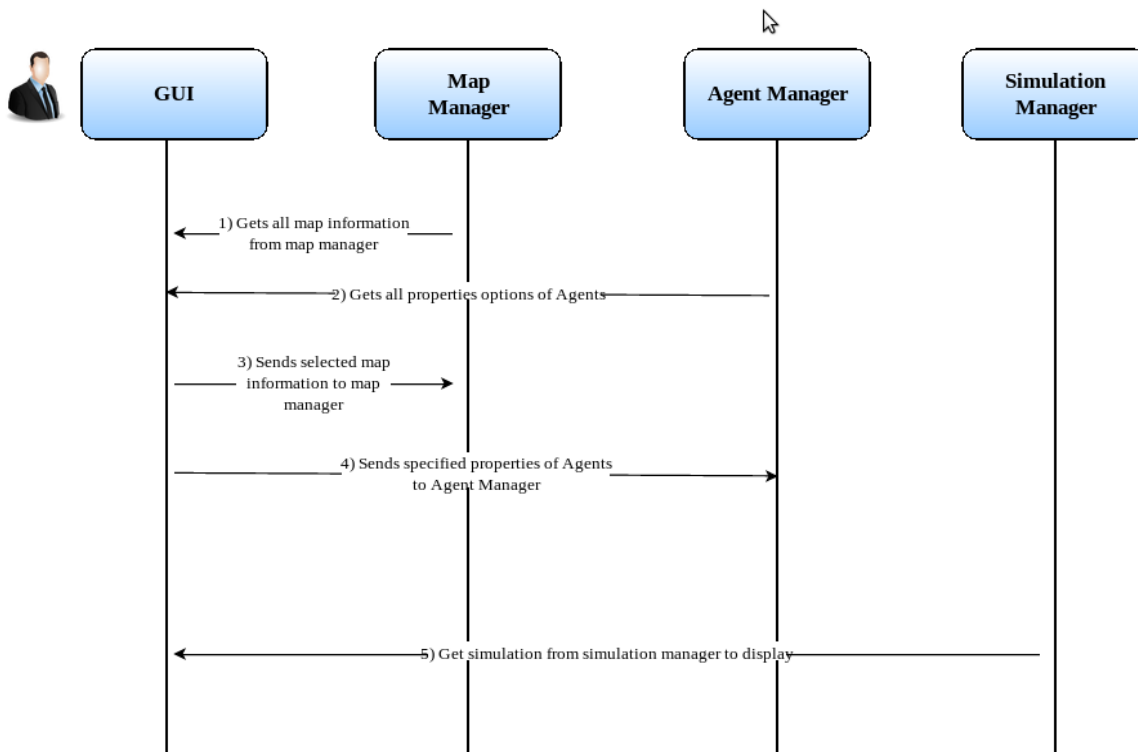 GUI
Map
Manager
Agent Manager
Simulation
Manager
1) Gets all map information
from map manager
2) Gets all properties options of Agents
3) Sends selected map
information to map
manager
4) Sends specified properties of Agents
to Agent Manager
5) Get simulation from simulation manager to display